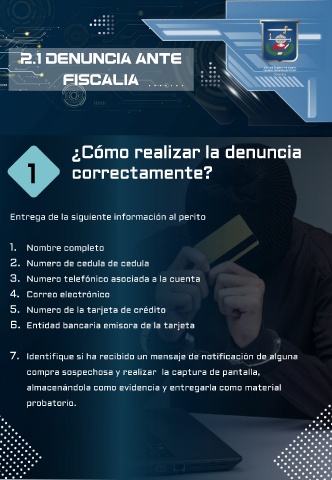 2.1 DENUNCIA ANTE
FISCALIA
1
¿Cómo realizar la denuncia
correctamente?
Entrega de la siguiente información al perito
1. Nombre completo
2. Numero de cedula de cedula
3. Numero telefónico asociada a la cuenta
4. Correo electrónico
5. Numero de la tarjeta de crédito
6. Entidad bancaria emisora de la tarjeta
7. Identifique si ha recibido un mensaje de notificación de alguna
compra sospechosa y realizar la captura de pantalla,
almacenándola como evidencia y entregarla como material
probatorio.